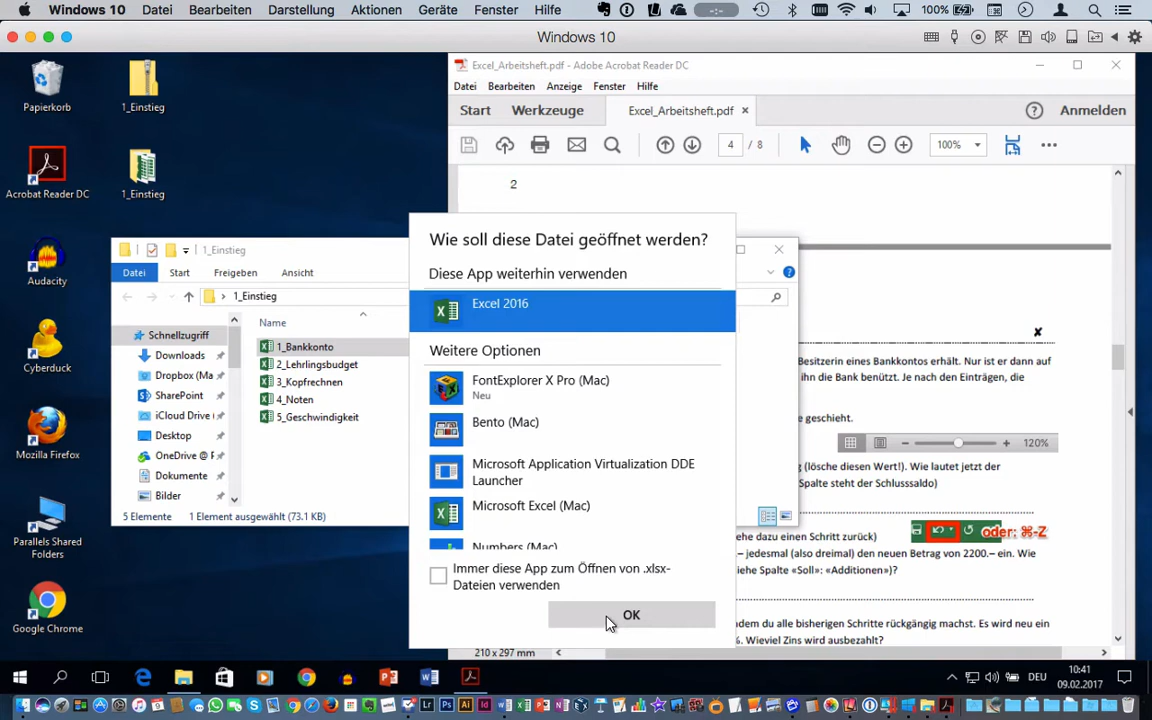 Windows 10 Datei Bearbeiten Darstellung Aktionen Geräte Fenster Hilfe -:- 100%
Windows 10
Papierkorb
1_Einstieg
Acrobat Reader DC
1_Einstieg
Audacity
Cyberduck
Mozilla Firefox
Parallels Shared
Folders
Google Chrome
Excel_Arbeitsheft.pdf - Adobe Acrobat Reader DC
Datei Bearbeiten Anzeige Fenster Hilfe
Start Werkzeuge Excel_Arbeitsheft.pdf × Anmelden
4 / 8 100%
2
1_Einstieg
Datei Start Freigeben Ansicht
1_Einstieg
Schnellzugriff
Downloads
Dropbox (Ma
SharePoint
iCloud Drive
Desktop
OneDrive @ F
Dokumente
Bilder
Name
1_Bankkonto
2_Lehrlingsbudget
3_Kopfrechnen
4_Noten
5_Geschwindigkeit
5 Elemente 1 Element ausgewählt (73.1 KB)
Wie soll diese Datei geöffnet werden?
Diese App weiterhin verwenden
Excel 2016
Weitere Optionen
FontExplorer X Pro (Mac)
Neu
Bento (Mac)
Microsoft Application Virtualization DDE
Launcher
Microsoft Excel (Mac)
Numbers (Mac)
Immer diese App zum Öffnen von .xlsx-
Dateien verwenden
OK
Besitzerin eines Bankkontos erhält. Nur ist er dann auf
ihn die Bank benützt. Je nach den Einträgen, die
e geschieht.
120%
g (lösche diesen Wert!). Wie lautet jetzt der
Spalte steht der Schlusssaldo)
oder: ⌘-Z
ehe dazu einen Schritt zurück)
– jedesmal (also dreimal) den neuen Betrag von 2200.– ein. Wie
iehe Spalte «Soll»: «Additionen»)?
ndem du alle bisherigen Schritte rückgängig machst. Es wird neu ein
%. Wieviel Zins wird ausbezahlt?
210 x 297 mm
DEU
10:41
09.02.2017